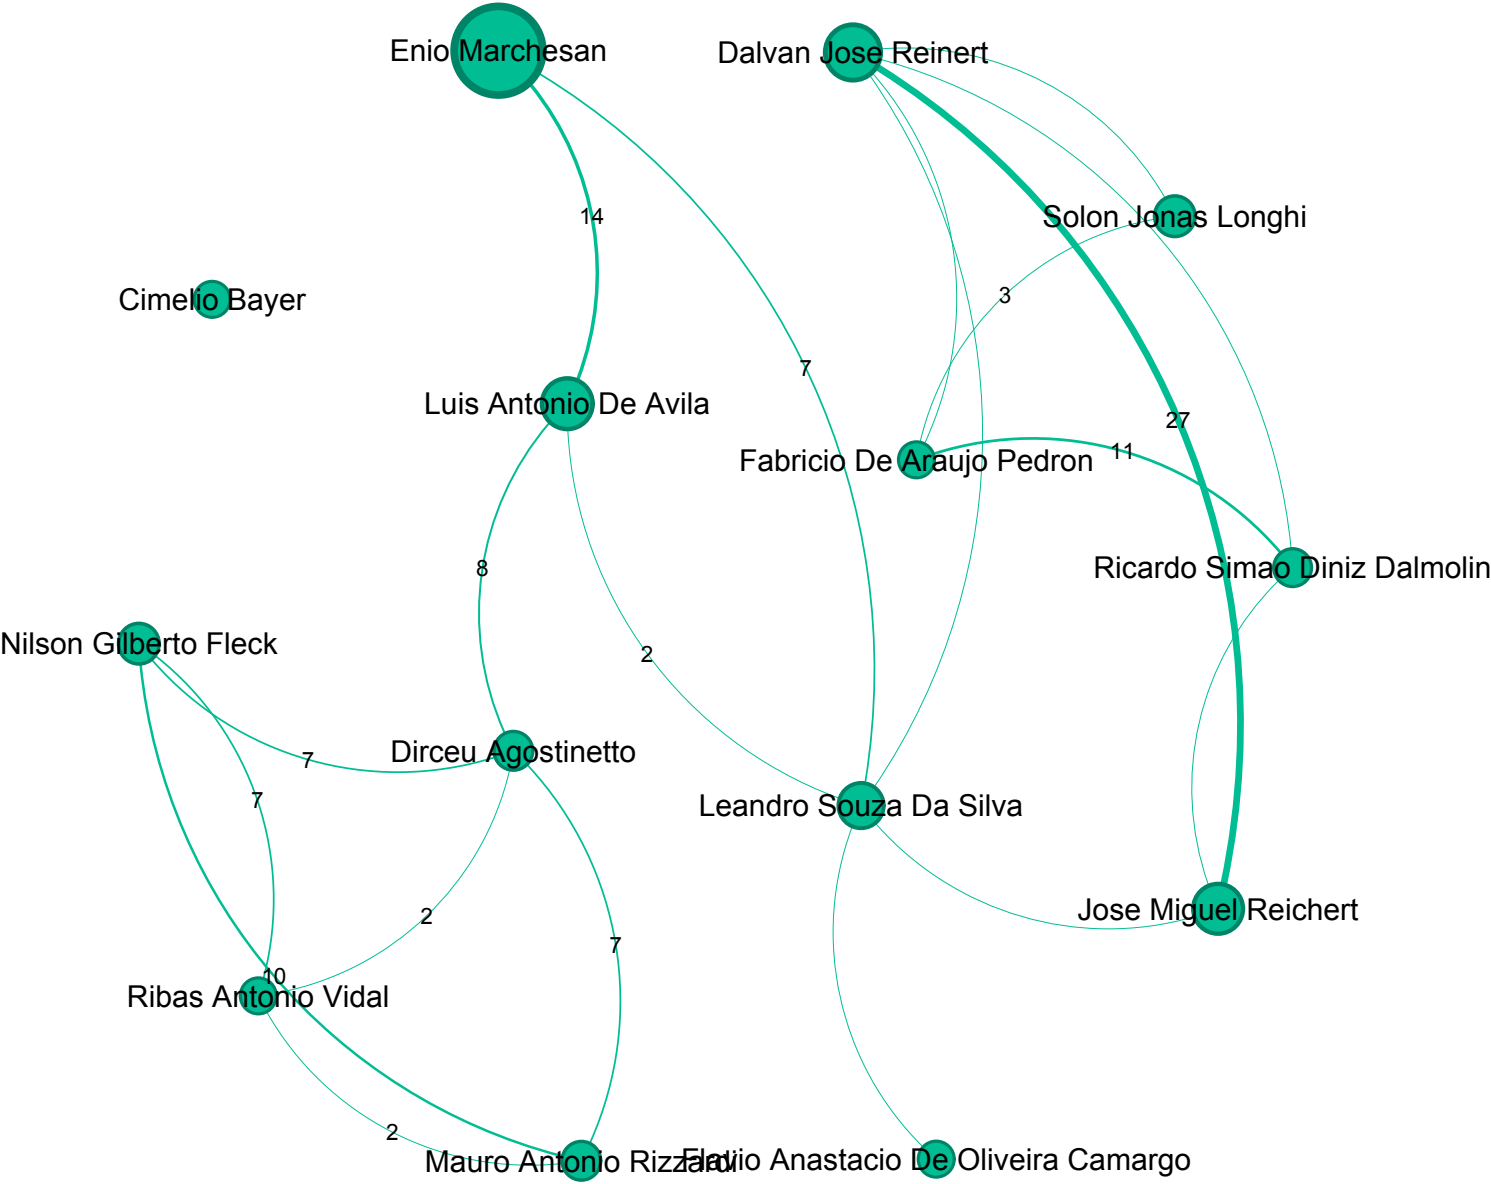 Enio Marchesan
Dalvan Jose Reinert
14
Solon Jonas Longhi
Cimelio Bayer
3
7
Luis Antonio De Avila
27
11
Fabricio De Araujo Pedron
8
Ricardo Simao Diniz Dalmolin
Nilson Gilberto Fleck
2
Dirceu Agostinetto
7
7
Leandro Souza Da Silva
Jose Miguel Reichert
2
7
10
Ribas Antonio Vidal
2
Mauro Antonio Rizzardi
Flavio Anastacio De Oliveira Camargo